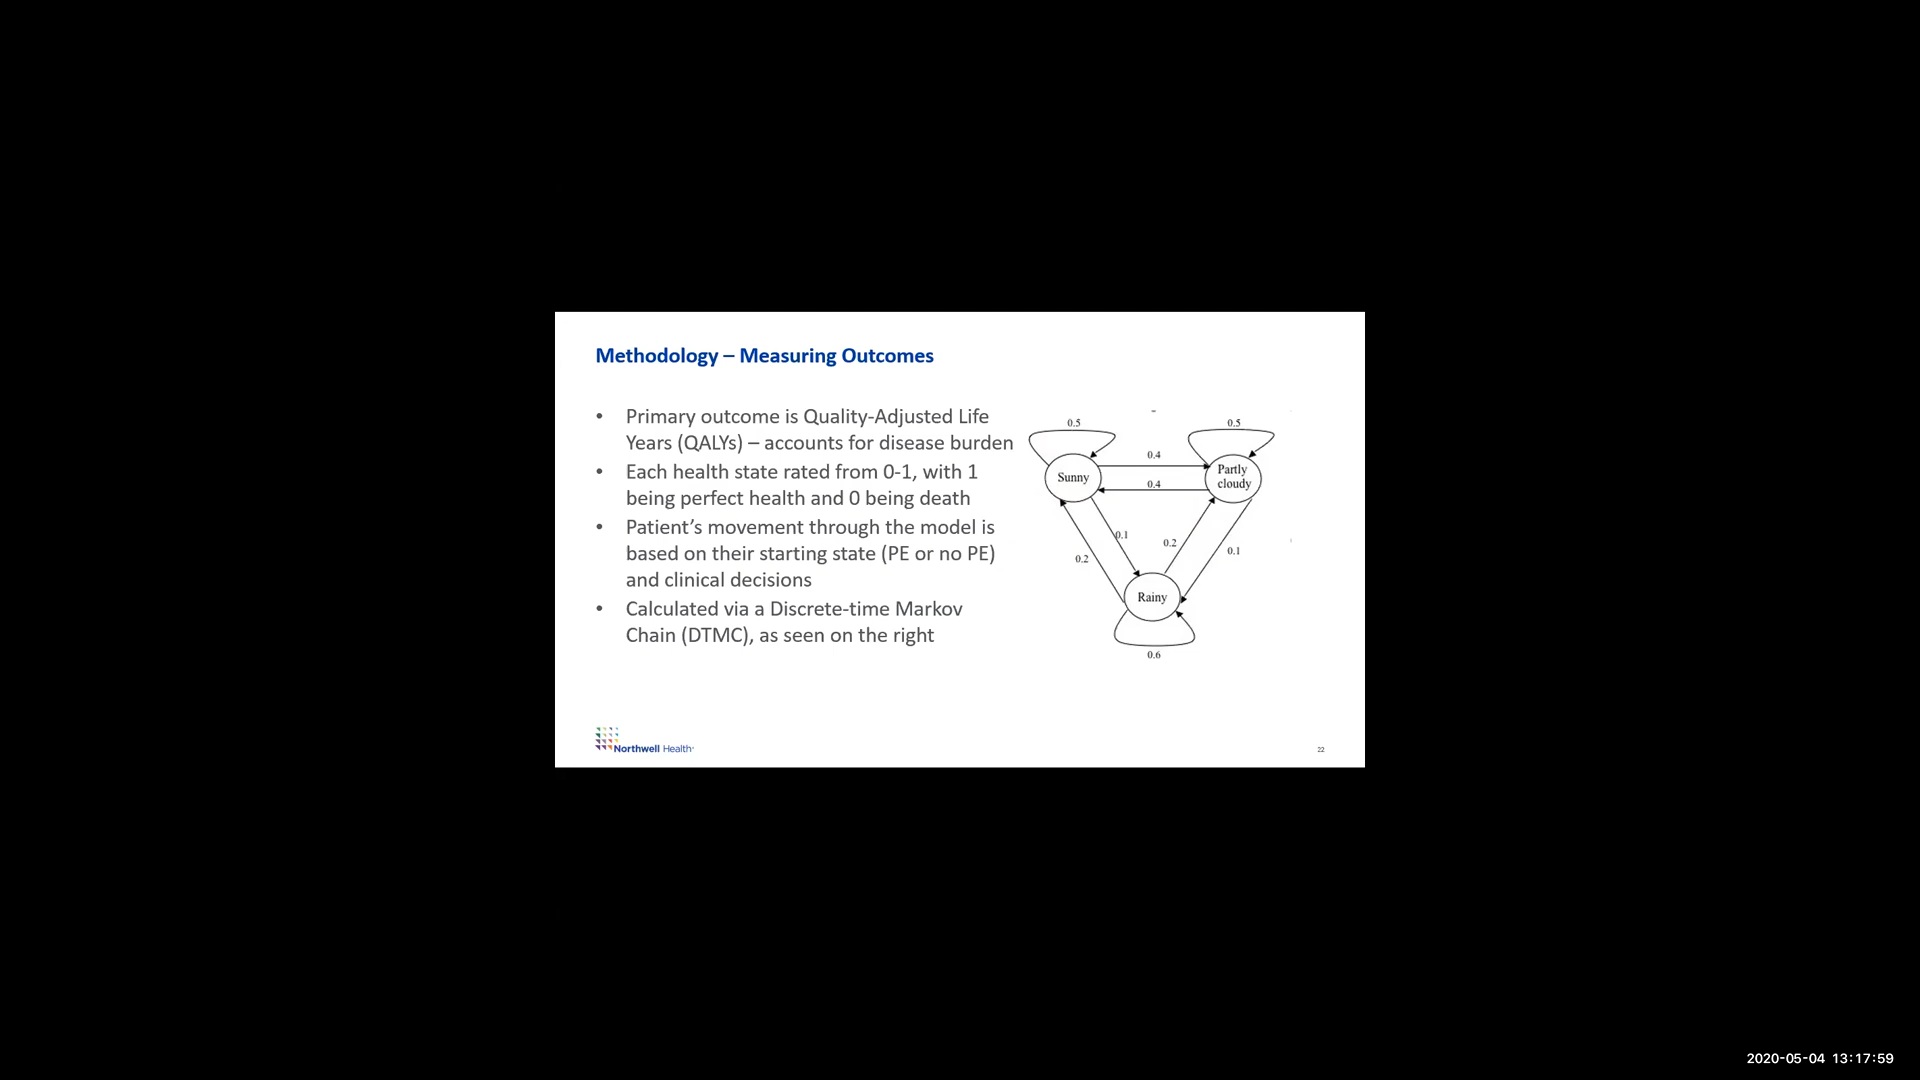 Methodology – Measuring Outcomes
• Primary outcome is Quality-Adjusted Life
Years (QALYs) – accounts for disease burden
• Each health state rated from 0-1, with 1
being perfect health and 0 being death
• Patient’s movement through the model is
based on their starting state (PE or no PE)
and clinical decisions
• Calculated via a Discrete-time Markov
Chain (DTMC), as seen on the right
0.5
0.5
0.4
Sunny
Partly
cloudy
0.4
0.1
0.2
0.1
0.2
Rainy
0.6
Northwell Health
22
2020-05-04 13:17:59